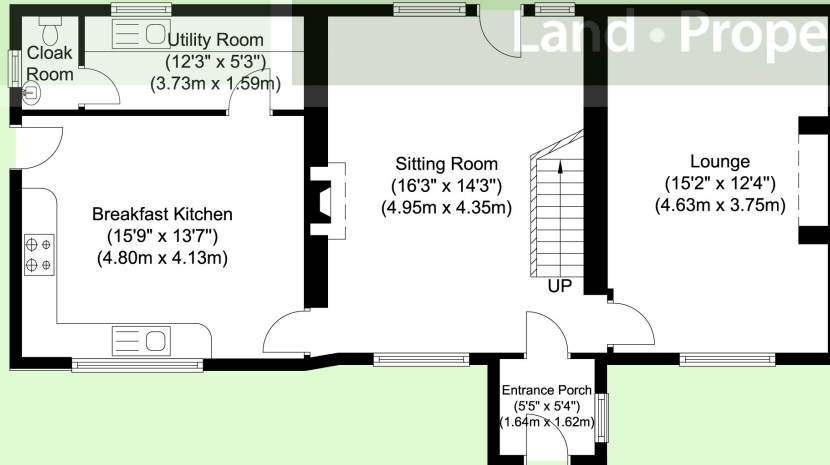 Land • Prope
Cloak
Room
Utility Room
(12'3" x 5'3")
(3.73m x 1.59m)
Breakfast Kitchen
(15'9" x 13'7")
(4.80m x 4.13m)
Sitting Room
(16'3" x 14'3")
(4.95m x 4.35m)
UP
Lounge
(15'2" x 12'4")
(4.63m x 3.75m)
Entrance Porch
(5'5" x 5'4")
(1.64m x 1.62m)